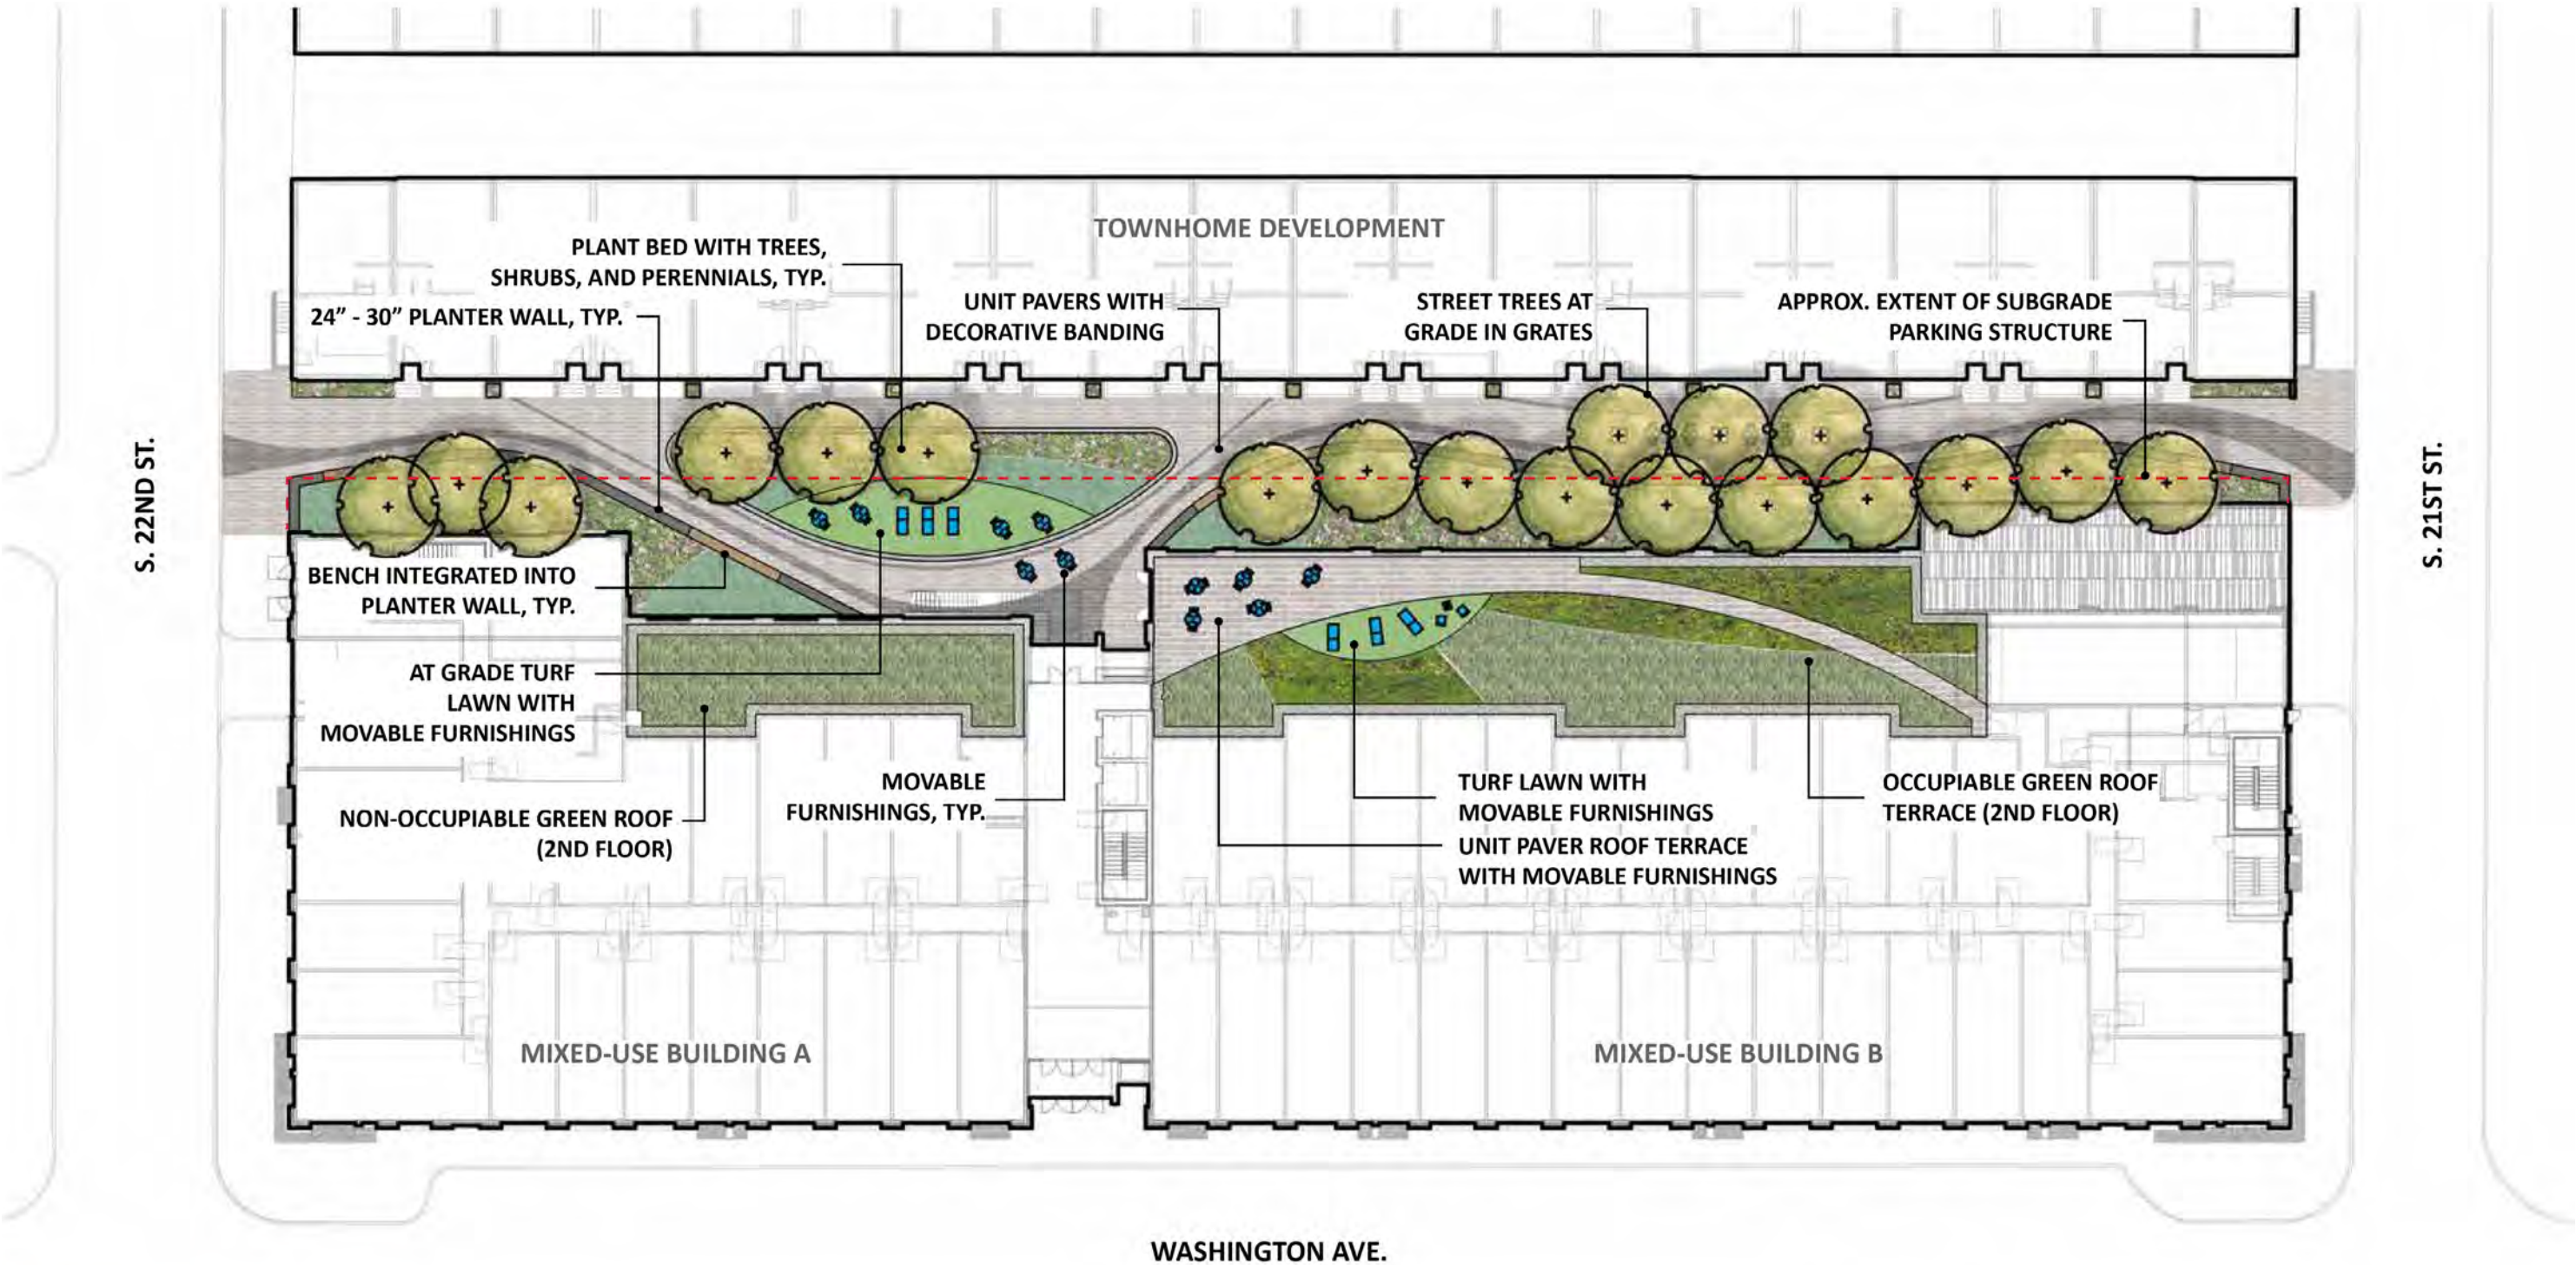 TOWNHOME DEVELOPMENT
PLANT BED WITH TREES,
SHRUBS, AND PERENNIALS, TYP.
24” - 30” PLANTER WALL, TYP.
UNIT PAVERS WITH
DECORATIVE BANDING
STREET TREES AT
GRADE IN GRATES
APPROX. EXTENT OF SUBGRADE
PARKING STRUCTURE
S. 22ND ST.
S. 21ST ST.
BENCH INTEGRATED INTO
PLANTER WALL, TYP.
AT GRADE TURF
LAWN WITH
MOVABLE FURNISHINGS
NON-OCCUPIABLE GREEN ROOF
(2ND FLOOR)
MOVABLE
FURNISHINGS, TYP.
TURF LAWN WITH
MOVABLE FURNISHINGS
UNIT PAVER ROOF TERRACE
WITH MOVABLE FURNISHINGS
OCCUPIABLE GREEN ROOF
TERRACE (2ND FLOOR)
MIXED-USE BUILDING A
MIXED-USE BUILDING B
WASHINGTON AVE.